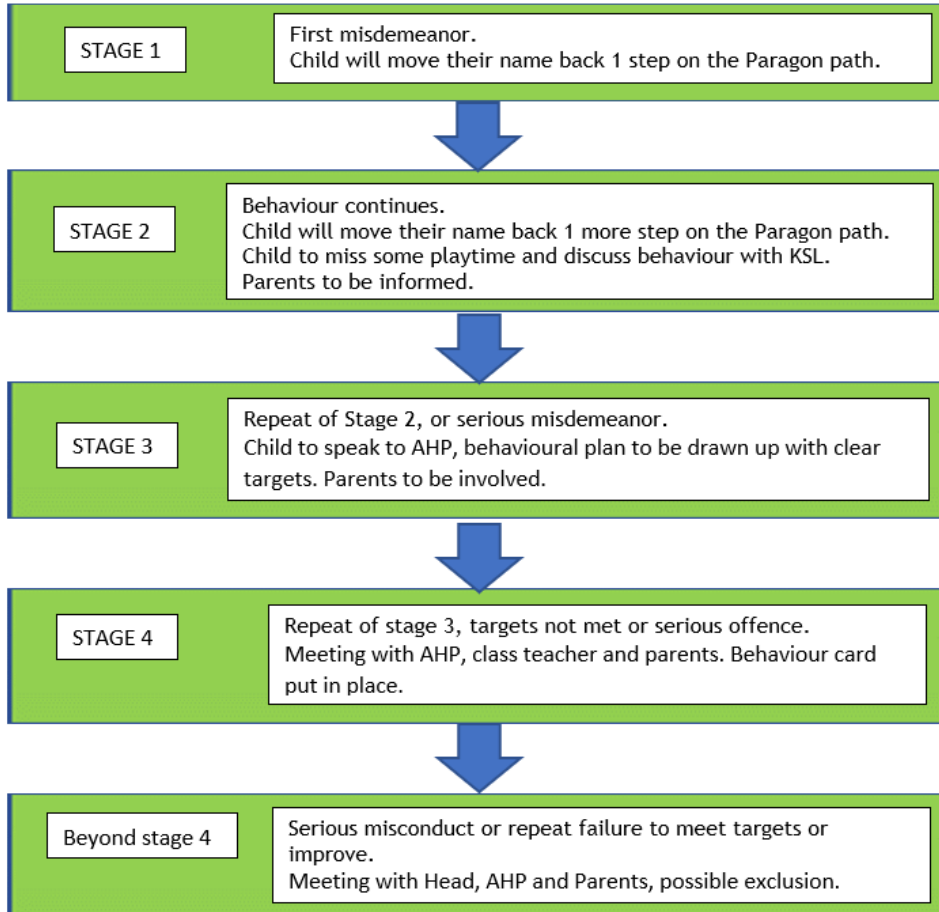 STAGE 1
First misdemeanor.
Child will move their name back 1 step on the Paragon path.
STAGE 2
Behaviour continues.
Child will move their name back 1 more step on the Paragon path.
Child to miss some playtime and discuss behaviour with KSL.
Parents to be informed.
STAGE 3
Repeat of Stage 2, or serious misdemeanor.
Child to speak to AHP, behavioural plan to be drawn up with clear
targets. Parents to be involved.
STAGE 4
Repeat of stage 3, targets not met or serious offence.
Meeting with AHP, class teacher and parents. Behaviour card
put in place.
Beyond stage 4
Serious misconduct or repeat failure to meet targets or
improve.
Meeting with Head, AHP and Parents, possible exclusion.